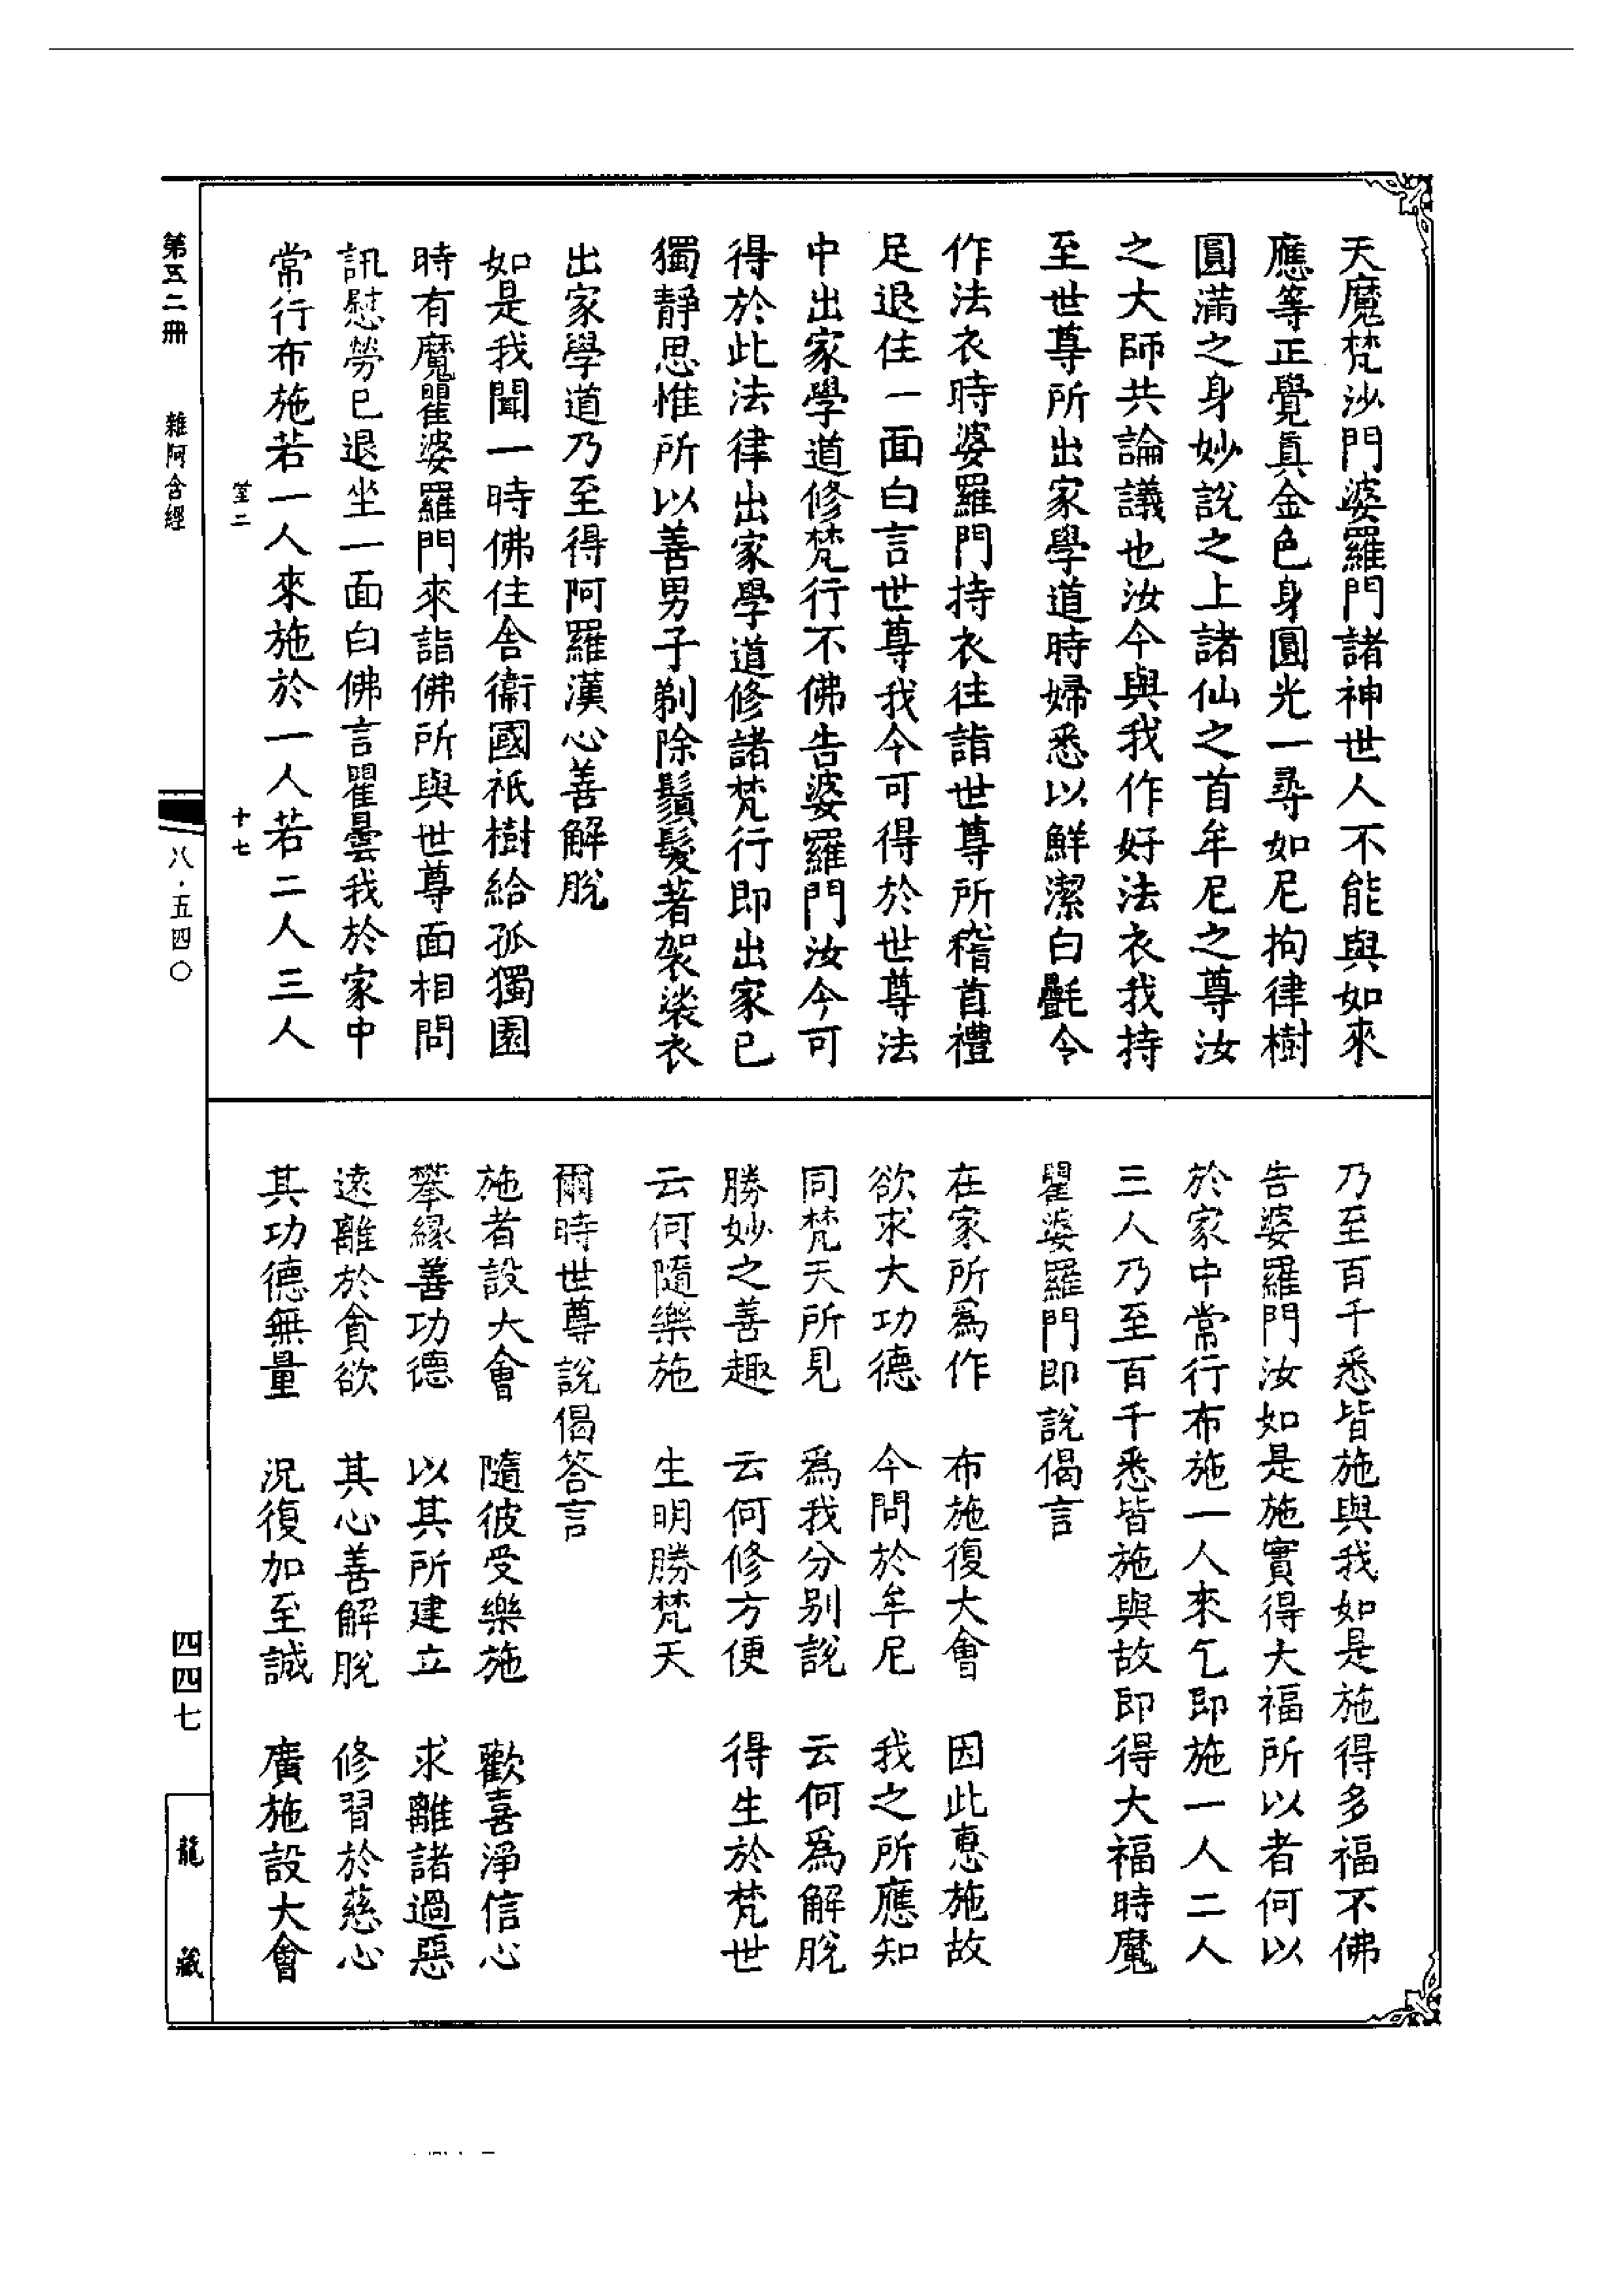 天魔梵沙門婆羅門諸神世人不能與如來
應等正覺真金色身圓光一尋如尼拘律樹
圓滿之身妙說之上諸仙之首牟尼之尊汝
之大師共論議也汝今與我作好法衣我持
至世尊所出家學道時婦悉以鮮潔白㲲令
作法衣時婆羅門持衣往詣世尊所稽首禮
足退住一面白言世尊我今可得於世尊法
中出家學道修梵行不佛告婆羅門汝今可
得於此法律出家學道修諸梵行即出家已
獨靜思惟所以善男子剃除鬚髮著袈裟衣
出家學道乃至得阿羅漢心善解脫
如是我聞一時佛住舍衞國祇樹給孤獨園
時有魔瞿婆羅門來詣佛所與世尊面相問
訊慰勞已退坐一面白佛言瞿曇我於家中
常行布施若一人來施於一人若二人三人
乃至百千悉皆施與我如是施得多福不佛
告婆羅門汝如是施實得大福所以者何以
於家中常行布施一人來乞即施一人二人
三人乃至百千悉皆施與故即得大福時魔
瞿婆羅門即說偈言
在家所為作 布施復大會 因此惠施故
欲求大功德 今問於牟尼 我之所應知
同梵天所見 為我分別說 云何為解脫
勝妙之善趣 云何修方便 得生於梵世
云何隨樂施 生明勝梵天
爾時世尊說偈答言
施者設大會 隨彼受樂施 歡喜淨信心
攀緣善功德 以其所建立 求離諸過惡
遠離於貪欲 其心善解脫 修習於慈心
其功德無量 況復加至誠 廣施設大會
第五二冊 雜阿含經
十七
八·五四〇
四四七
龍藏